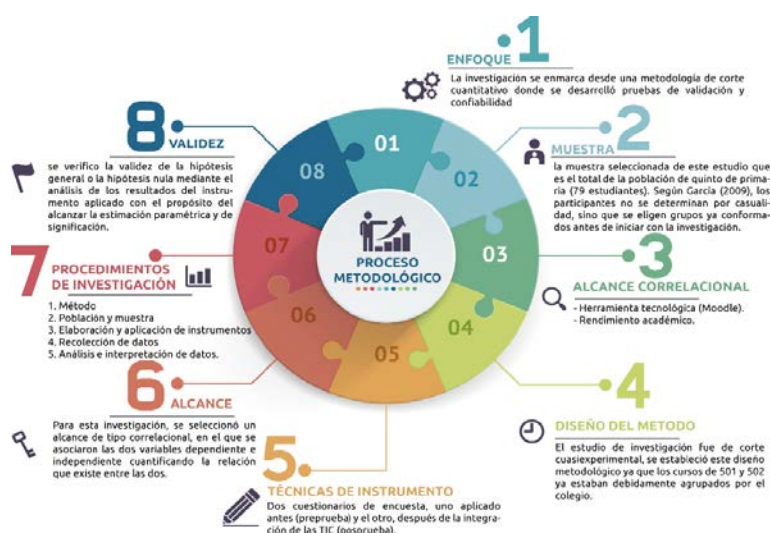 1
ENFOQUE
La investigación se enmarca desde una metodología de corte
cuantitativo donde se desarrolló pruebas de validación y
confiabilidad
2
MUESTRA
la muestra seleccionada de este estudio que
es el total de la población de quinto de prima-
ria (79 estudiantes). Según García (2009), los
participantes no se determinan por casuali-
dad, sino que se eligen grupos ya conforma-
dos antes de iniciar con la investigación.
3
ALCANCE CORRELACIONAL
- Herramienta tecnológica (Moodle).
- Rendimiento académico.
4
DISEÑO DEL METODO
El estudio de investigación fue de corte
cuasiexperimental, se estableció este diseño
metodológico ya que los cursos de 501 y 502
ya estaban debidamente agrupados por el
colegio.
5
TÉCNICAS DE INSTRUMENTO
Dos cuestionarios de encuesta, uno aplicado
antes (preprueba) y el otro, después de la integra-
ción de las TIC (posprueba).
6
ALCANCE
Para esta investigación, se seleccionó un
alcance de tipo correlacional, en el que se
asociaron las dos variables dependiente e
independiente cuantificando la relación
que existe entre las dos.
7
PROCEDIMIENTOS
DE INVESTIGACIÓN
1. Método
2. Población y muestra
3. Elaboración y aplicación de instrumentos
4. Recolección de datos
5. Análisis e interpretación de datos.
8
VALIDEZ
se verifico la validez de la hipótesis
general o la hipótesis nula mediante el
análisis de los resultados del instru-
mento aplicado con el propósito del
alcanzar la estimación paramétrica y de
significación.
01
02
03
04
05
06
07
08
PROCESO
METODOLÓGICO